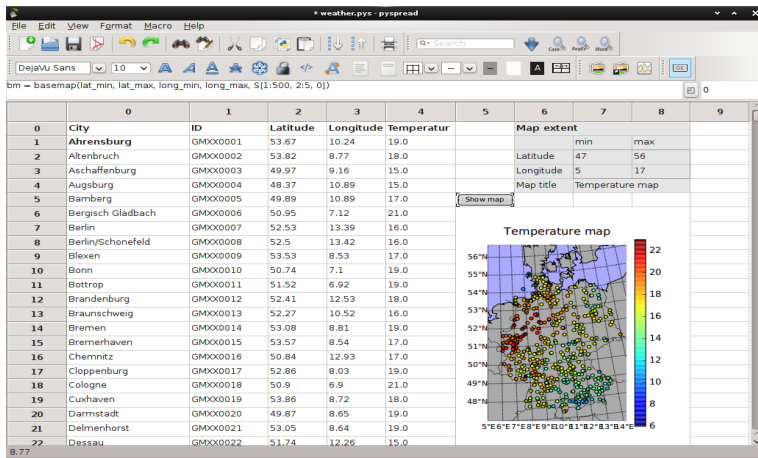 * weather.pys - pyspread
File Edit View Format Macro Help
Search
DejaVu Sans 10
bm = basemap(lat_min, lat_max, long_min, long_max, S[1:500, 2:5, 0])
0
0 1 2 3 4 5 6 7 8 9
0 City ID Latitude Longitude Temperatur Map extent
1 Ahrensburg GMXX0001 53.67 10.24 19.0 min max
2 Altenbruch GMXX0002 53.82 8.77 18.0 Latitude 47 56
3 Aschaffenburg GMXX0003 49.97 9.16 15.0 Longitude 5 17
4 Augsburg GMXX0004 48.37 10.89 15.0 Map title Temperature map
5 Bamberg GMXX0005 49.89 10.89 17.0 Show map
6 Bergisch Gladbach GMXX0006 50.95 7.12 21.0
7 Berlin GMXX0007 52.53 13.39 16.0
8 Berlin/Schonefeld GMXX0008 52.5 13.42 16.0
9 Blexen GMXX0009 53.53 8.53 17.0
10 Bonn GMXX0010 50.74 7.1 19.0
11 Bottrop GMXX0011 51.52 6.92 19.0
12 Brandenburg GMXX0012 52.41 12.53 18.0
13 Braunschweig GMXX0013 52.27 10.52 16.0
14 Bremen GMXX0014 53.08 8.81 19.0
15 Bremerhaven GMXX0015 53.57 8.54 17.0
16 Chemnitz GMXX0016 50.84 12.93 17.0
17 Cloppenburg GMXX0017 52.86 8.03 19.0
18 Cologne GMXX0018 50.9 6.9 21.0
19 Cuxhaven GMXX0019 53.86 8.72 18.0
20 Darmstadt GMXX0020 49.87 8.65 19.0
21 Delmenhorst GMXX0021 53.05 8.64 19.0
22 Dessau GMXX0022 51.74 12.26 15.0
Temperature map
56°N
55°N
54°N
53°N
52°N
51°N
50°N
49°N
48°N
5°E 6°E 7°E 8°E 9°E 10°E 11°E 12°E 13°E 14°E
22
20
18
16
14
12
10
8
6
8.77